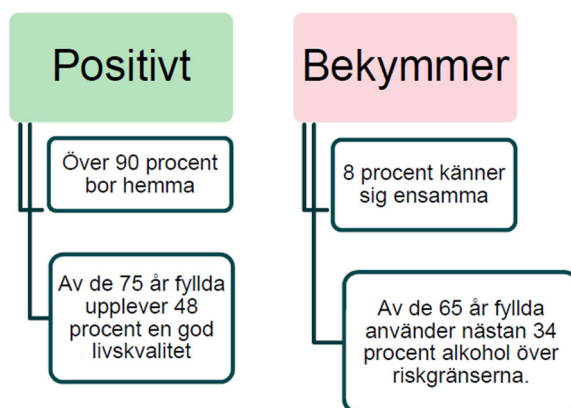 Positivt
Över 90 procent
bor hemma
Av de 75 år fyllda
upplever 48
procent en god
livskvalitet
Bekymmer
8 procent känner
sig ensamma
Av de 65 år fyllda
använder nästan 34
procent alkohol över
riskgränserna.